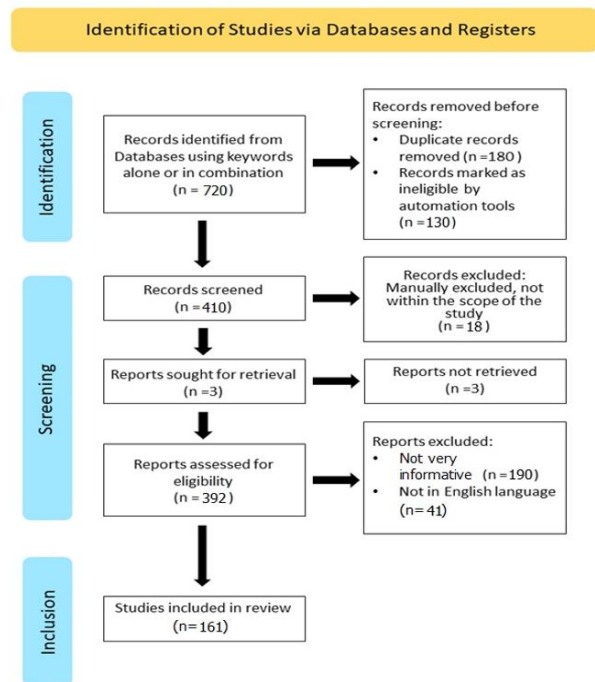 Identification of Studies via Databases and Registers
Identification
Records identified from
Databases using keywords
alone or in combination
(n = 720)
Records removed before
screening:
• Duplicate records
removed (n =180 )
• Records marked as
ineligible by
automation tools
(n =130)
Screening
Records screened
(n =410)
Records excluded:
Manually excluded, not
within the scope of the
study
(n = 18)
Reports sought for retrieval
(n =3)
Reports not retrieved
(n =3)
Reports assessed for
eligibility
(n = 392)
Reports excluded:
• Not very
informative (n =190)
• Not in English language
(n= 41)
Inclusion
Studies included in review
(n=161)